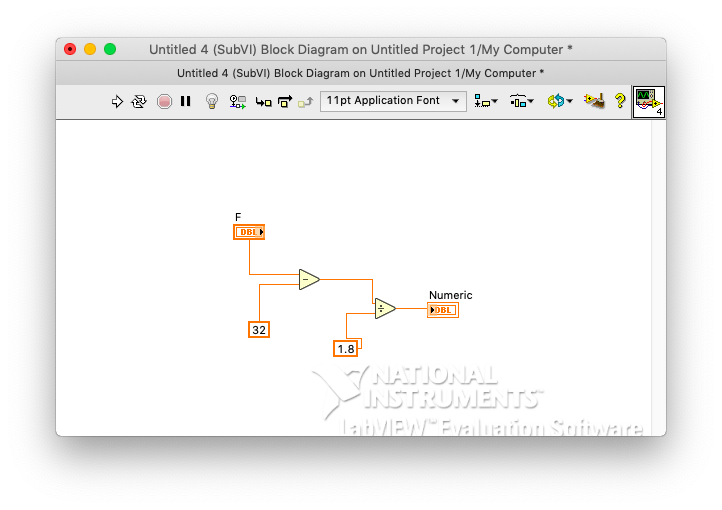 Untitled 4 (SubVI) Block Diagram on Untitled Project 1/My Computer *
Untitled 4 (SubVI) Block Diagram on Untitled Project 1/My Computer *
11pt Application Font
?
4
F
DBL
−
Numeric
÷
DBL
32
1.8
NATIONAL
INSTRUMENTS™
LabVIEW™ Evaluation Software